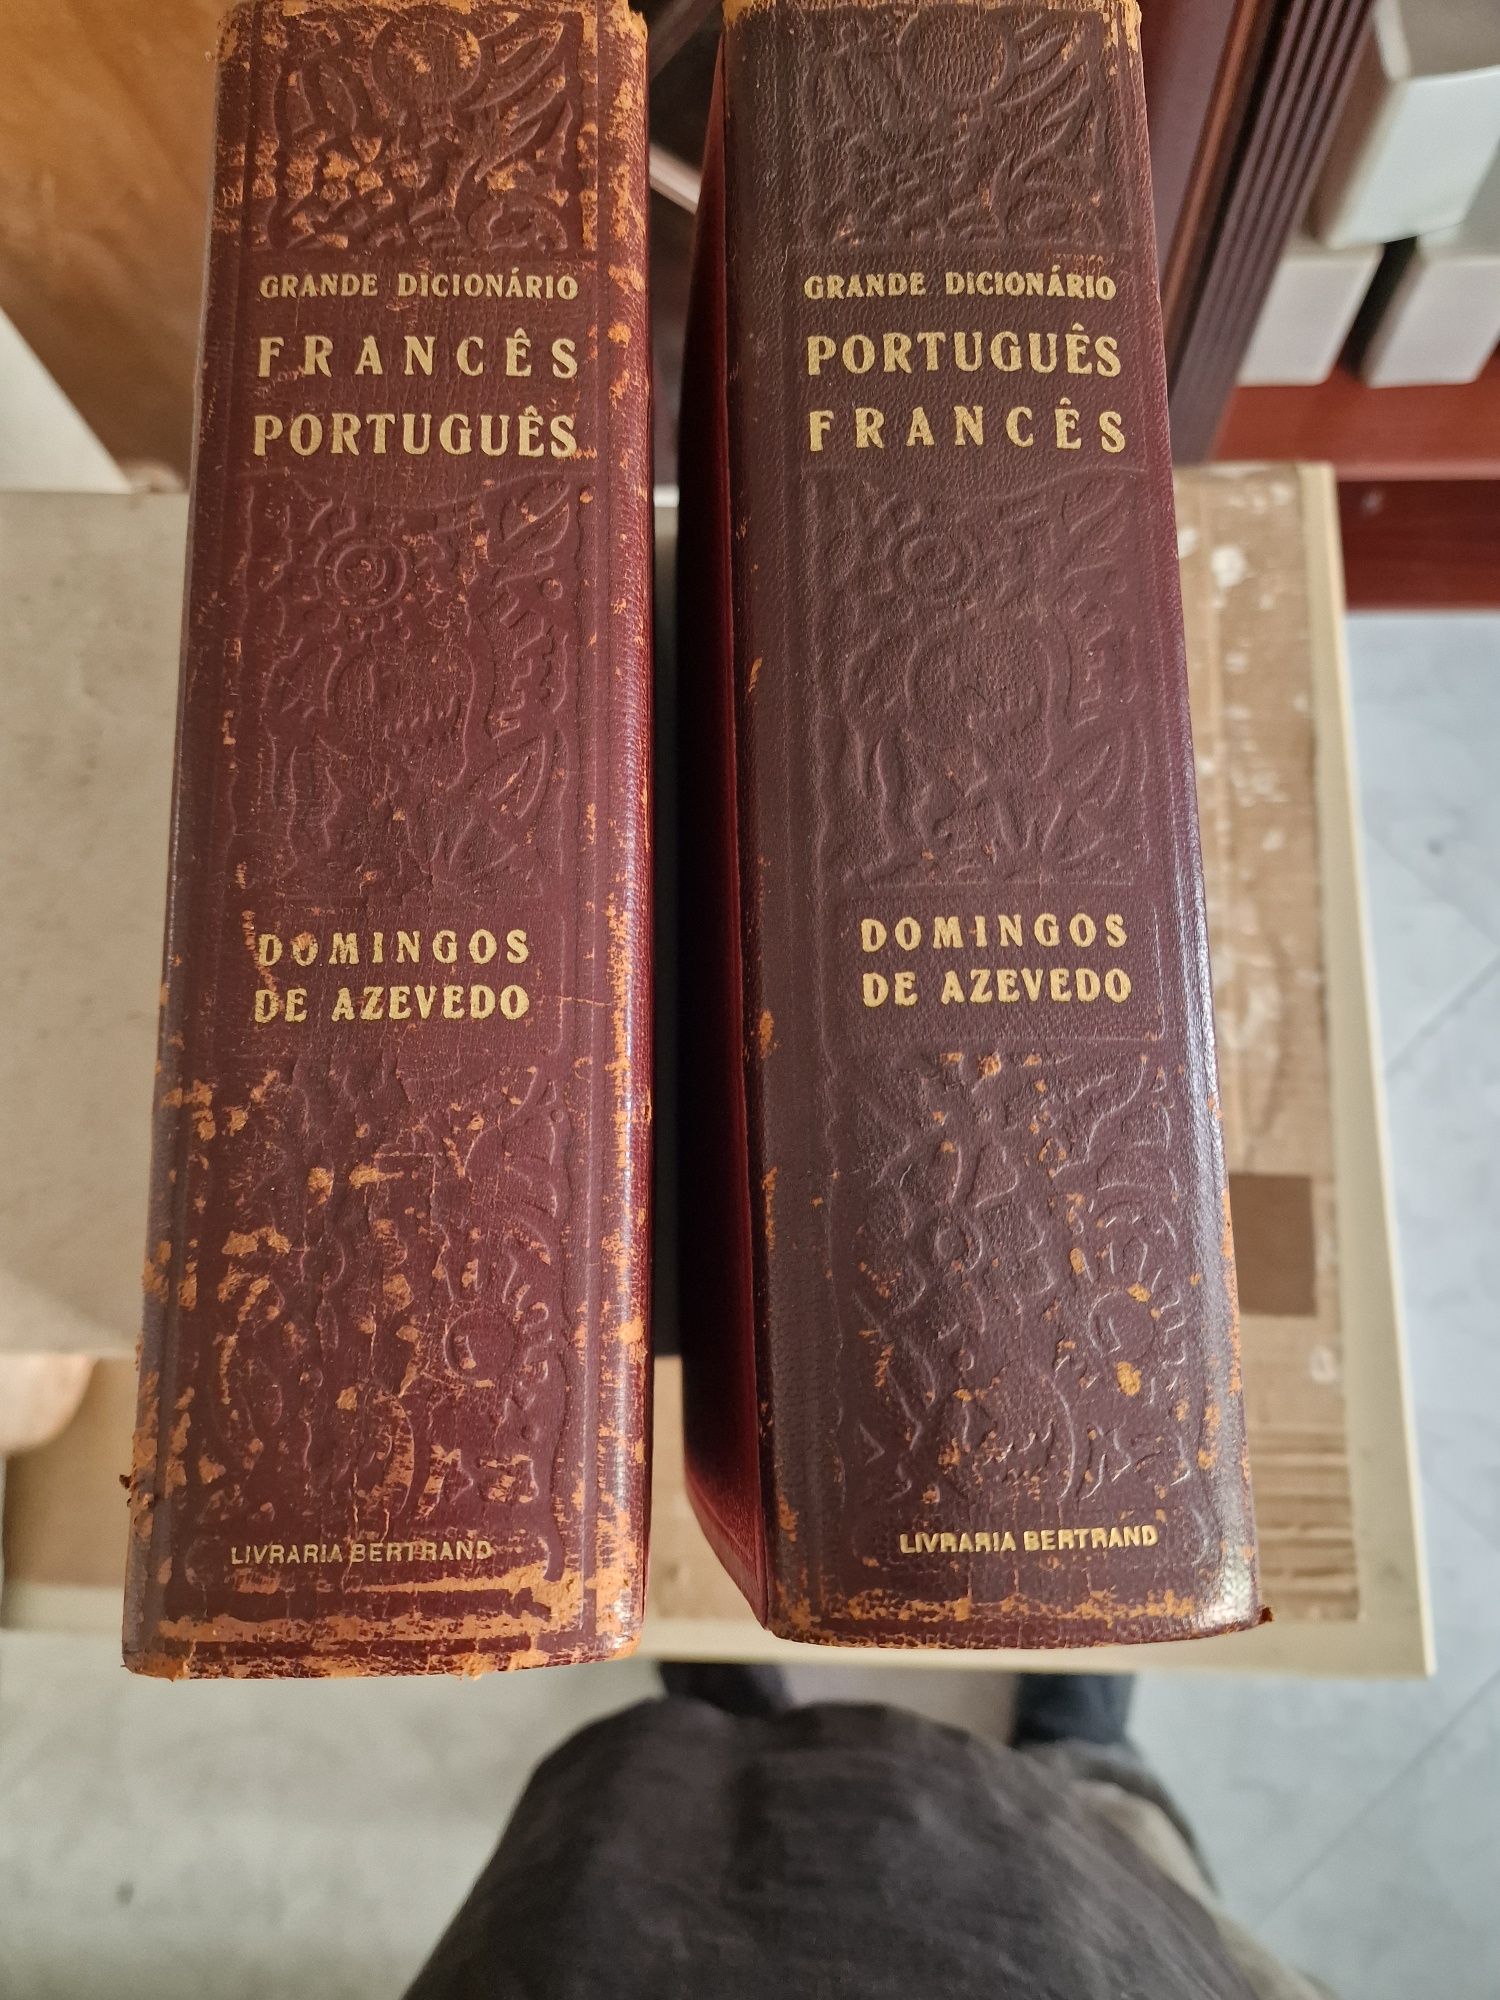 GRANDE DICIONÁRIO
FRANCÊS
PORTUGUÊS
DOMINGOS
DE AZEVEDO
LIVRARIA BERTRAND
GRANDE DICIONÁRIO
PORTUGUÊS
FRANCÊS
DOMINGOS
DE AZEVEDO
LIVRARIA BERTRAND